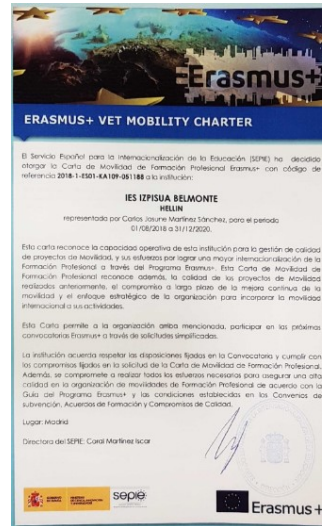 Erasmus+
ERASMUS+ VET MOBILITY CHARTER
El Servicio Español para la Internacionalización de la Educación (SEPIE) ha decidido
otorgar la Carta de Movilidad de Formación Profesional Erasmus+ con código de
referencia 2018-1-ES01-KA109-051188 a la institución:
IES IZPISUA BELMONTE
HELLIN
representada por Carlos Josune Martínez Sánchez, para el periodo
01/08/2018 a 31/12/2020.
Esta carta reconoce la capacidad operativa de esta institución para la gestión de calidad
de proyectos de Movilidad, y sus esfuerzos por lograr una mayor internacionalización de la
Formación Profesional a través del Programa Erasmus+. Esta Carta de Movilidad de
Formación Profesional reconoce además, la calidad de los proyectos de Movilidad
realizados anteriormente, el compromiso a largo plazo de la mejora continua de la
movilidad y el enfoque estratégico de la organización para incorporar la movilidad
internacional a sus actividades.
Esta Carta permite a la organización arriba mencionada, participar en las próximas
convocatorias Erasmus+ a través de solicitudes simplificadas.
La institución acuerda respetar las disposiciones fijadas en la Convocatoria y cumplir con
los compromisos fijados en la solicitud de la Carta de Movilidad de Formación Profesional.
Además, se compromete a realizar todos los esfuerzos necesarios para asegurar una alta
calidad en la organización de movilidades de Formación Profesional de acuerdo con la
Guía del Programa Erasmus+ y las condiciones establecidas en los Convenios de
subvención, Acuerdos de Formación y Compromisos de Calidad.
Lugar: Madrid
Directora del SEPIE: Coral Martínez Íscar
sepie
Erasmus+